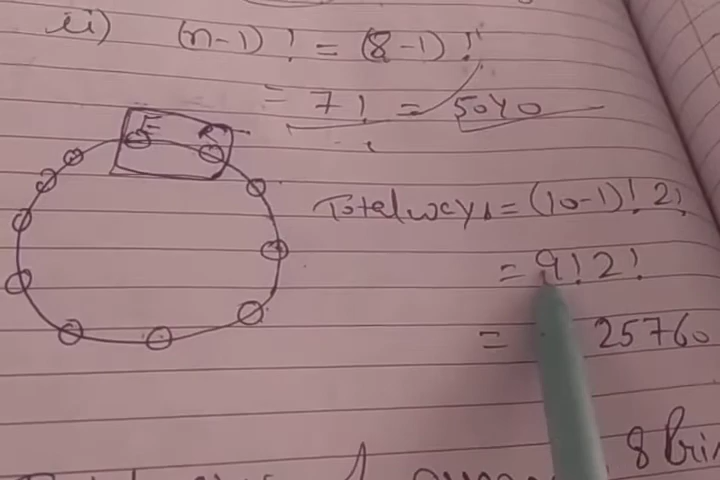 ii) (n-1)! = (8-1)!
= 7! = 5040
E
Total ways = (10-1)! 2!
= 9! 2!
= 25760
8 Bri